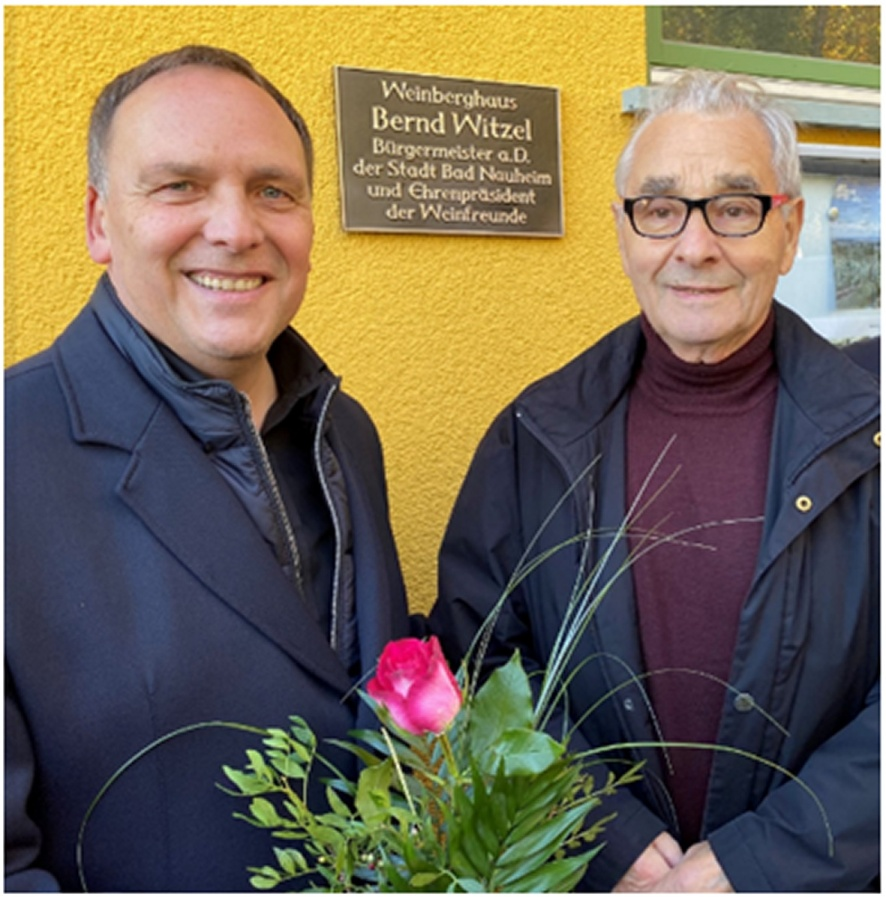 Weinberghaus
Bernd Witzel
Bürgermeister a.D.
der Stadt Bad Nauheim
und Ehrenpräsident
der Weinfreunde